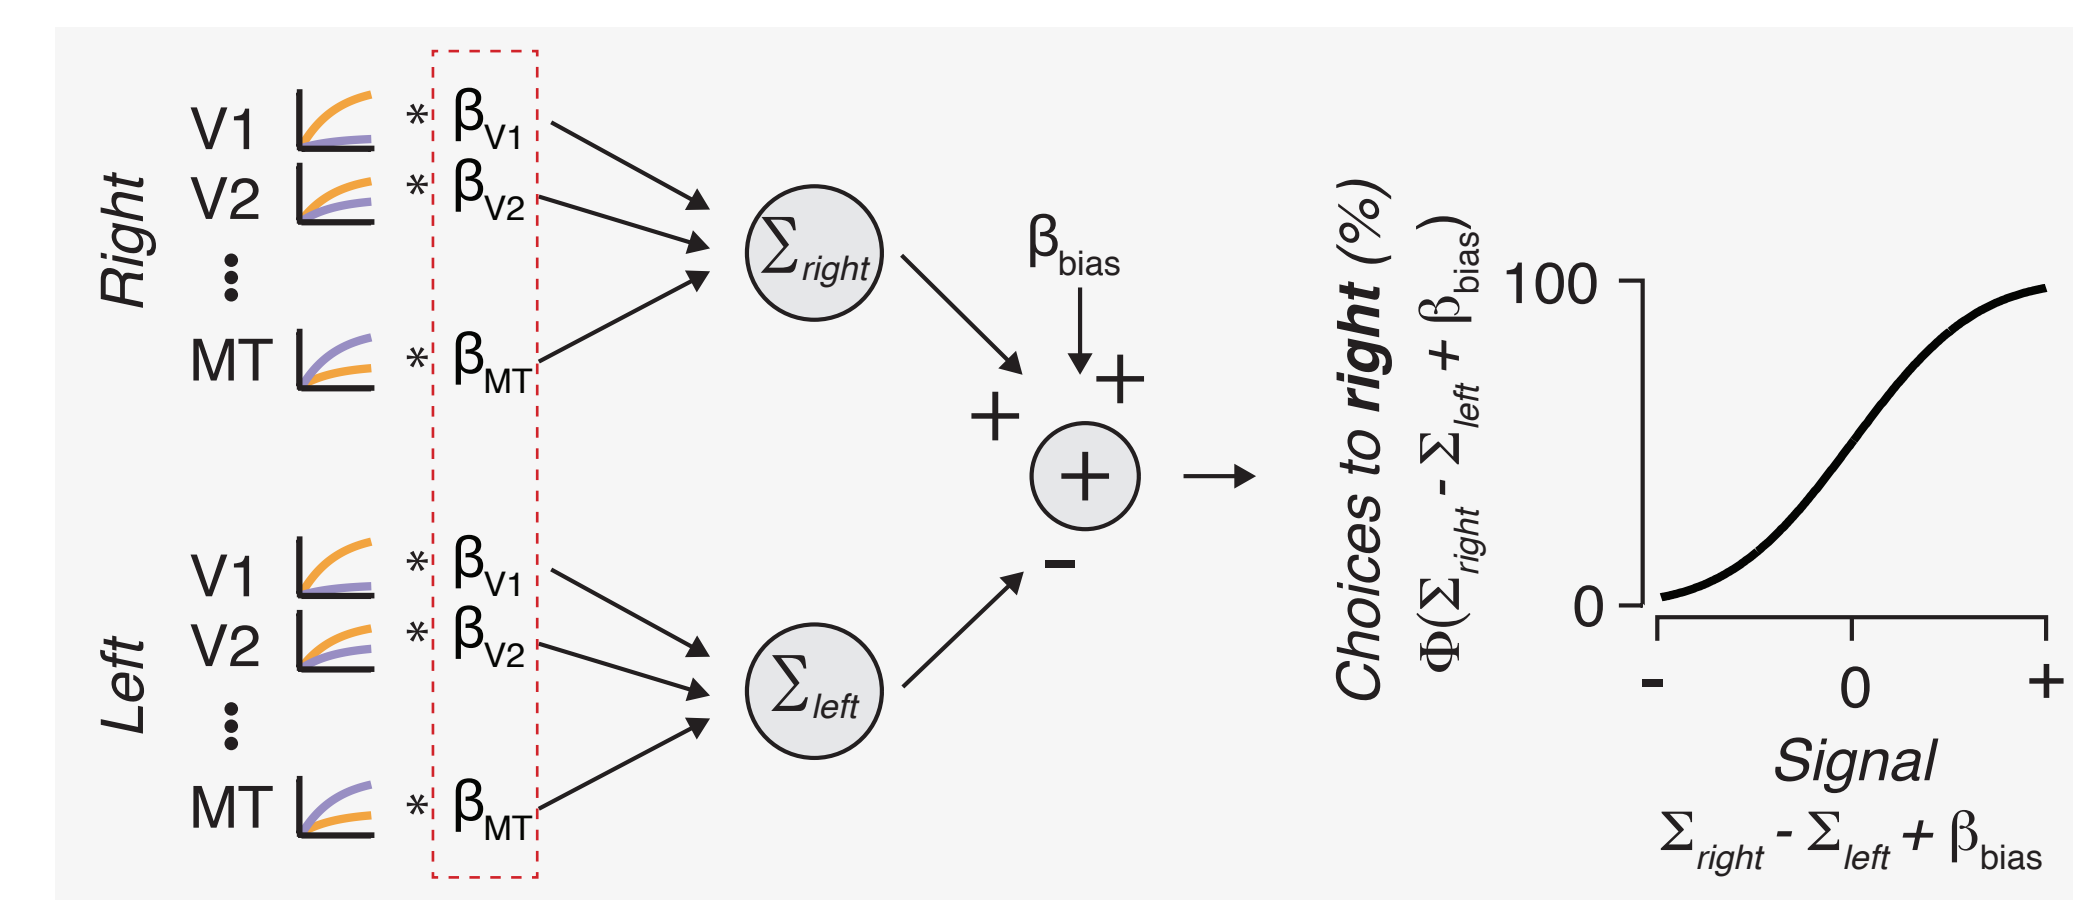 Right
V1 * βV1
V2 * βV2
MT * βMT
Left
V1 * βV1
V2 * βV2
MT * βMT
Σright
Σleft
βbias
+
+
+
-
Choices to right (%)
Φ(Σright - Σleft + βbias)
100
0
- 0 +
Signal
Σright - Σleft + βbias